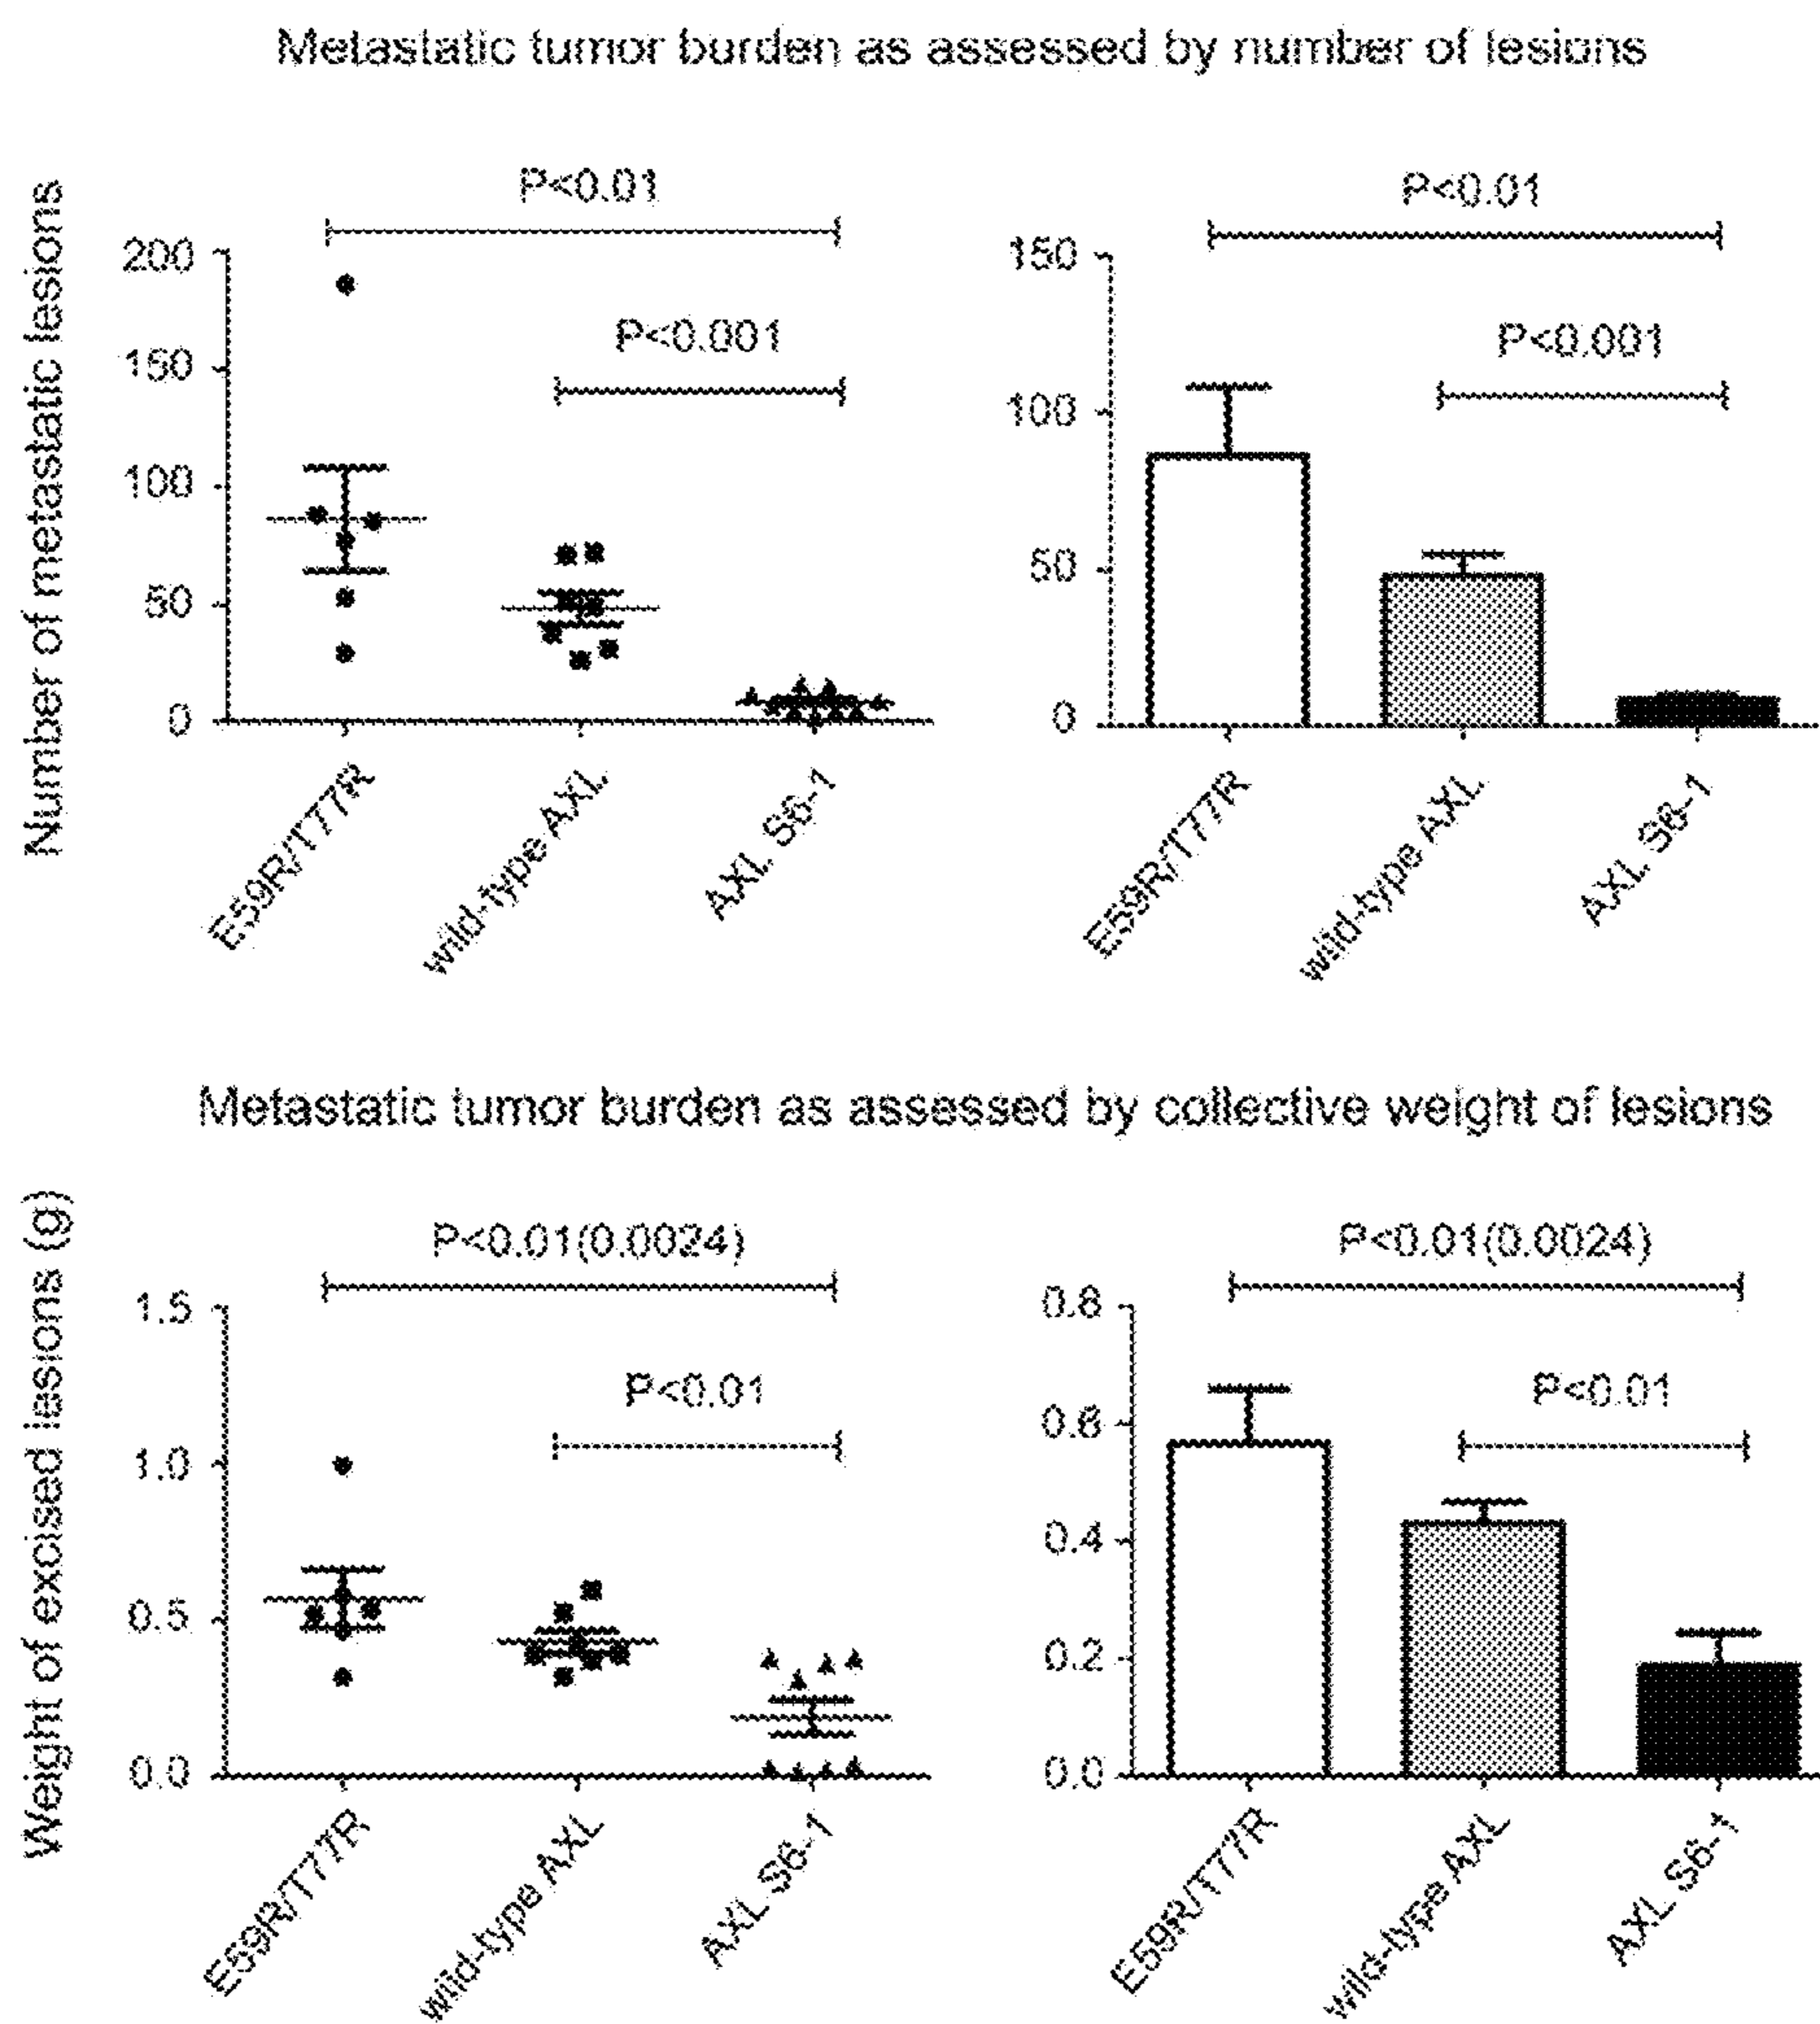 Metastatic tumor burden as assessed by number of lesions
Number of metastatic lesions
P<0.01
P<0.001
200
150
100
50
0
E59R/T77R
wild-type AXL
AXL S6-1
P<0.01
P<0.001
150
100
50
0
E59R/T77R
wild-type AXL
AXL S6-1
Metastatic tumor burden as assessed by collective weight of lesions
Weight of excised lesions (g)
P<0.01(0.0024)
P<0.01
1.5
1.0
0.5
0.0
E59R/T77R
wild-type AXL
AXL S6-1
P<0.01(0.0024)
P<0.01
0.8
0.6
0.4
0.2
0.0
E59R/T77R
wild-type AXL
AXL S6-1